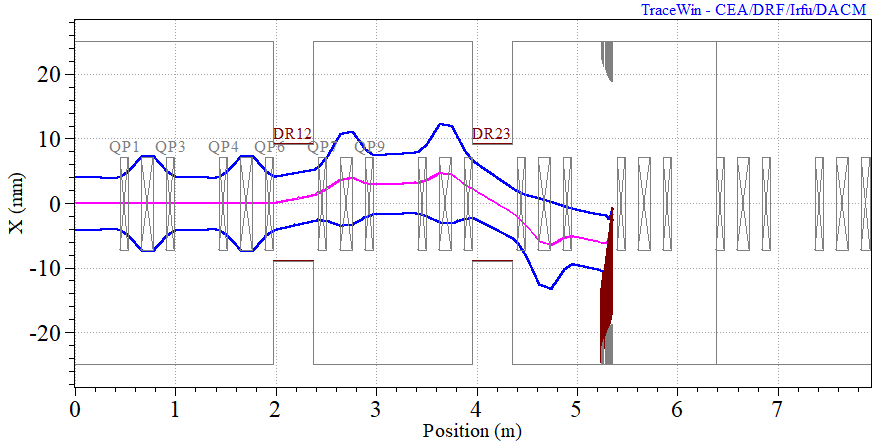 TraceWin - CEA/DRF/Irfu/DACM
X (mm)
20
10
0
-10
-20
QP1
QP3
QP4
DR12
QP9
DR23
0
1
2
3
4
5
6
7
Position (m)